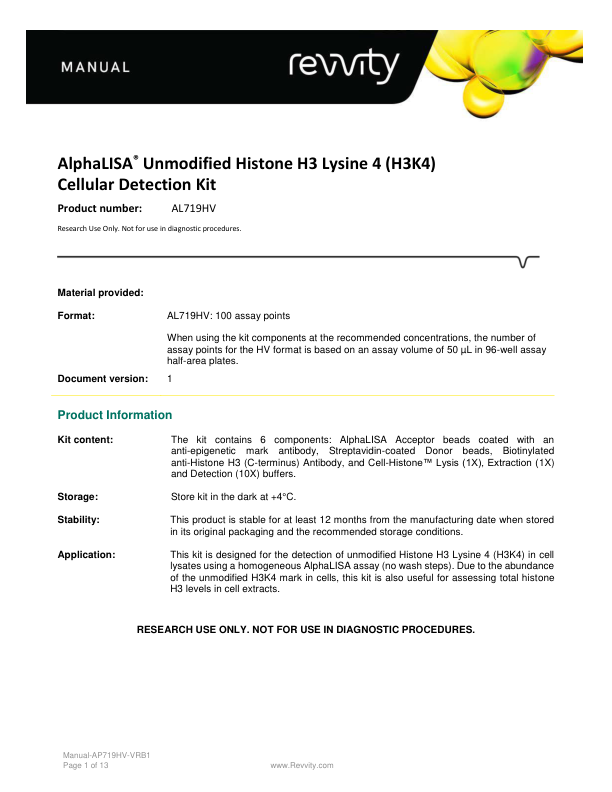 MANUAL
revvity
AlphaLISA® Unmodified Histone H3 Lysine 4 (H3K4)
Cellular Detection Kit
Product number: AL719HV
Research Use Only. Not for use in diagnostic procedures.
Material provided:
Format: AL719HV: 100 assay points
When using the kit components at the recommended concentrations, the number of
assay points for the HV format is based on an assay volume of 50 µL in 96-well assay
half-area plates.
Document version: 1
Product Information
Kit content: The kit contains 6 components: AlphaLISA Acceptor beads coated with an
anti-epigenetic mark antibody, Streptavidin-coated Donor beads, Biotinylated
anti-Histone H3 (C-terminus) Antibody, and Cell-Histone™ Lysis (1X), Extraction (1X)
and Detection (10X) buffers.
Storage: Store kit in the dark at +4°C.
Stability: This product is stable for at least 12 months from the manufacturing date when stored
in its original packaging and the recommended storage conditions.
Application: This kit is designed for the detection of unmodified Histone H3 Lysine 4 (H3K4) in cell
lysates using a homogeneous AlphaLISA assay (no wash steps). Due to the abundance
of the unmodified H3K4 mark in cells, this kit is also useful for assessing total histone
H3 levels in cell extracts.
RESEARCH USE ONLY. NOT FOR USE IN DIAGNOSTIC PROCEDURES.
Manual-AP719HV-VRB1
Page 1 of 13 www.Revvity.com